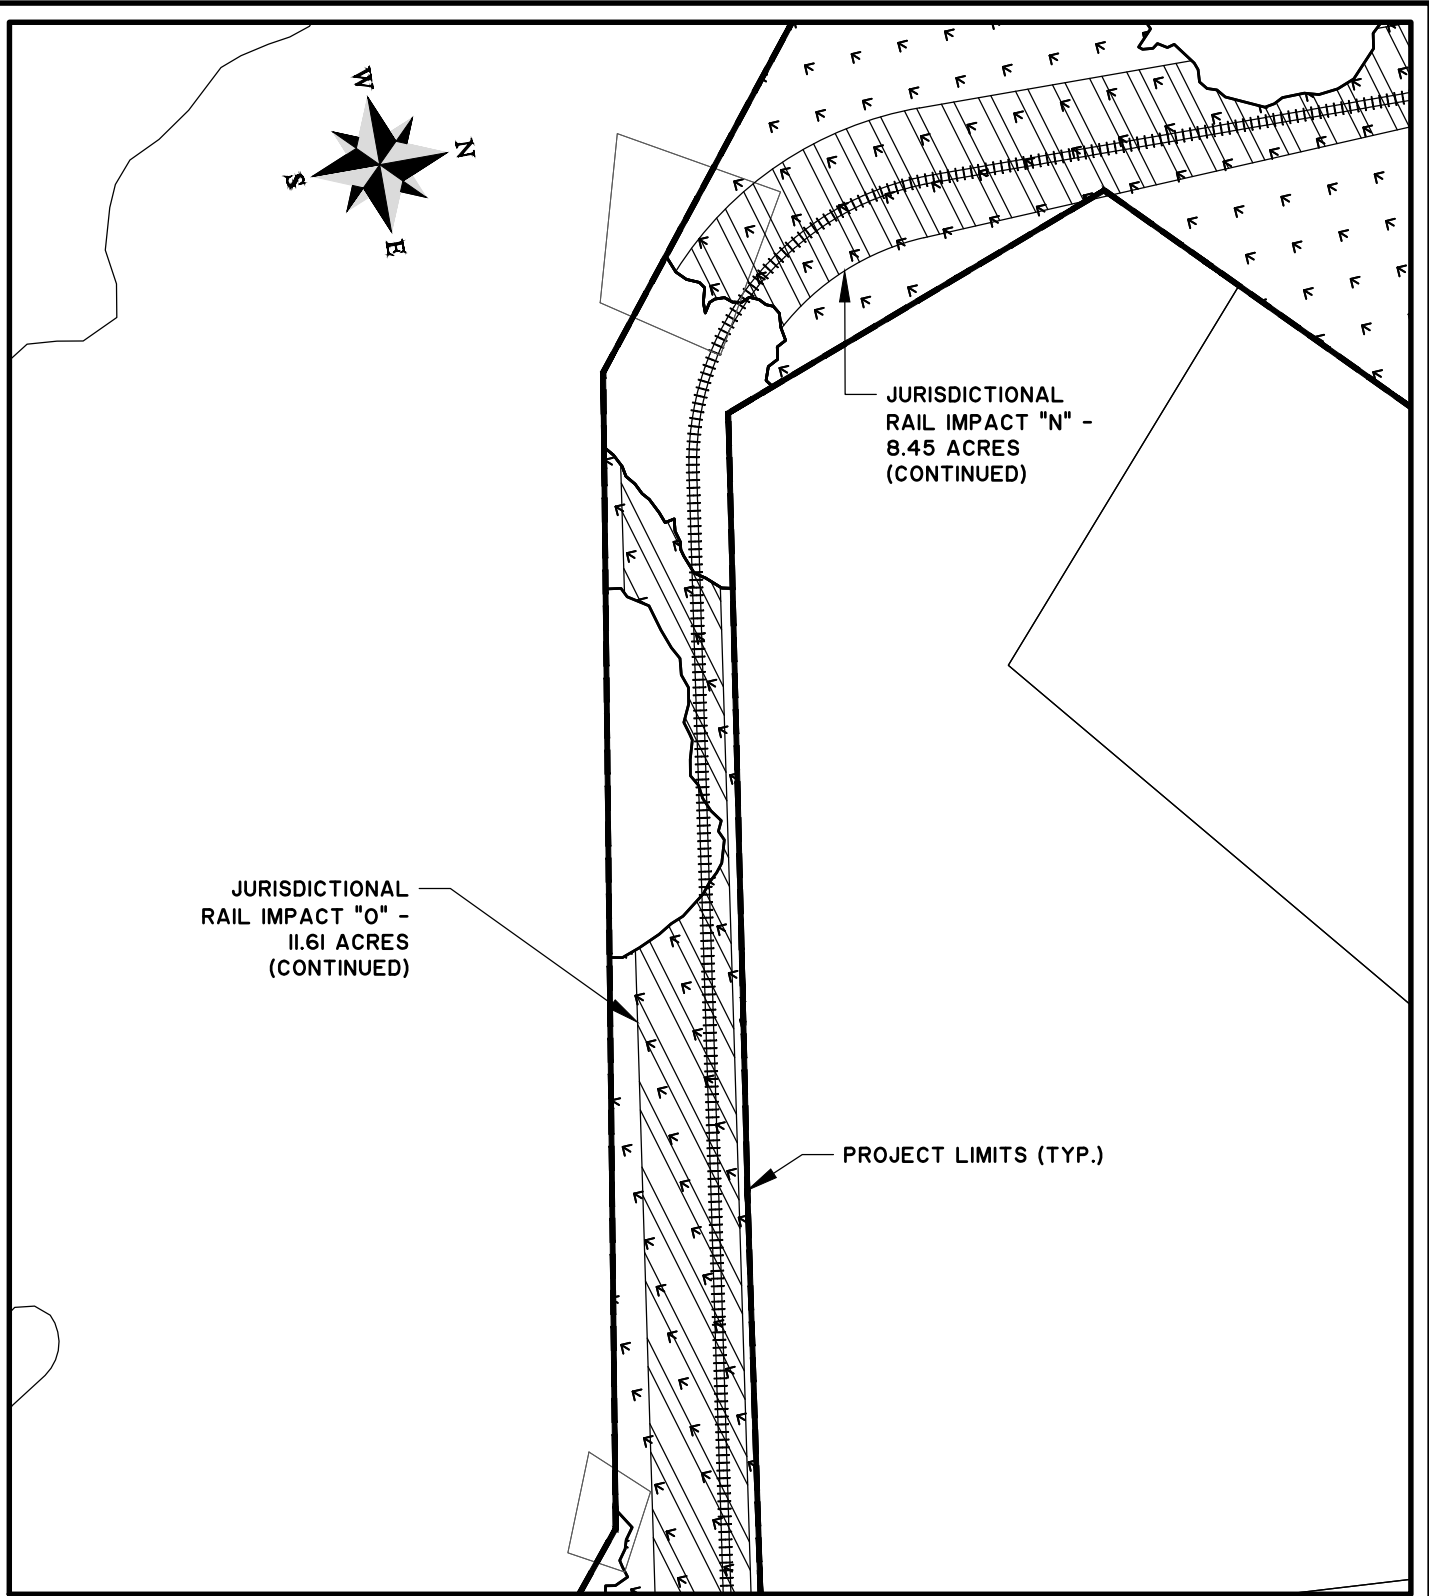 W
N
S
E
JURISDICTIONAL
RAIL IMPACT "N" -
8.45 ACRES
(CONTINUED)
JURISDICTIONAL
RAIL IMPACT "O" -
11.61 ACRES
(CONTINUED)
PROJECT LIMITS (TYP.)